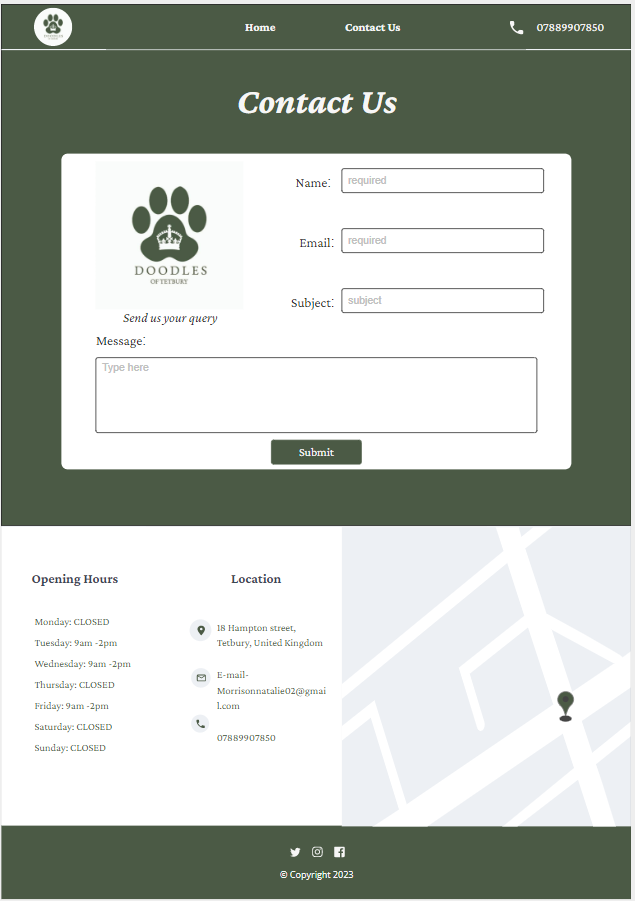 Home
Contact Us
07889907850
Contact Us
DOODLES
OF TETBURY
Send us your query
Name:
required
Email:
required
Subject:
subject
Message:
Type here
Submit
Opening Hours
Monday: CLOSED
Tuesday: 9am -2pm
Wednesday: 9am -2pm
Thursday: CLOSED
Friday: 9am -2pm
Saturday: CLOSED
Sunday: CLOSED
Location
18 Hampton street,
Tetbury, United Kingdom
E-mail-
Morrisonnatalie02@gmai
l.com
07889907850
© Copyright 2023